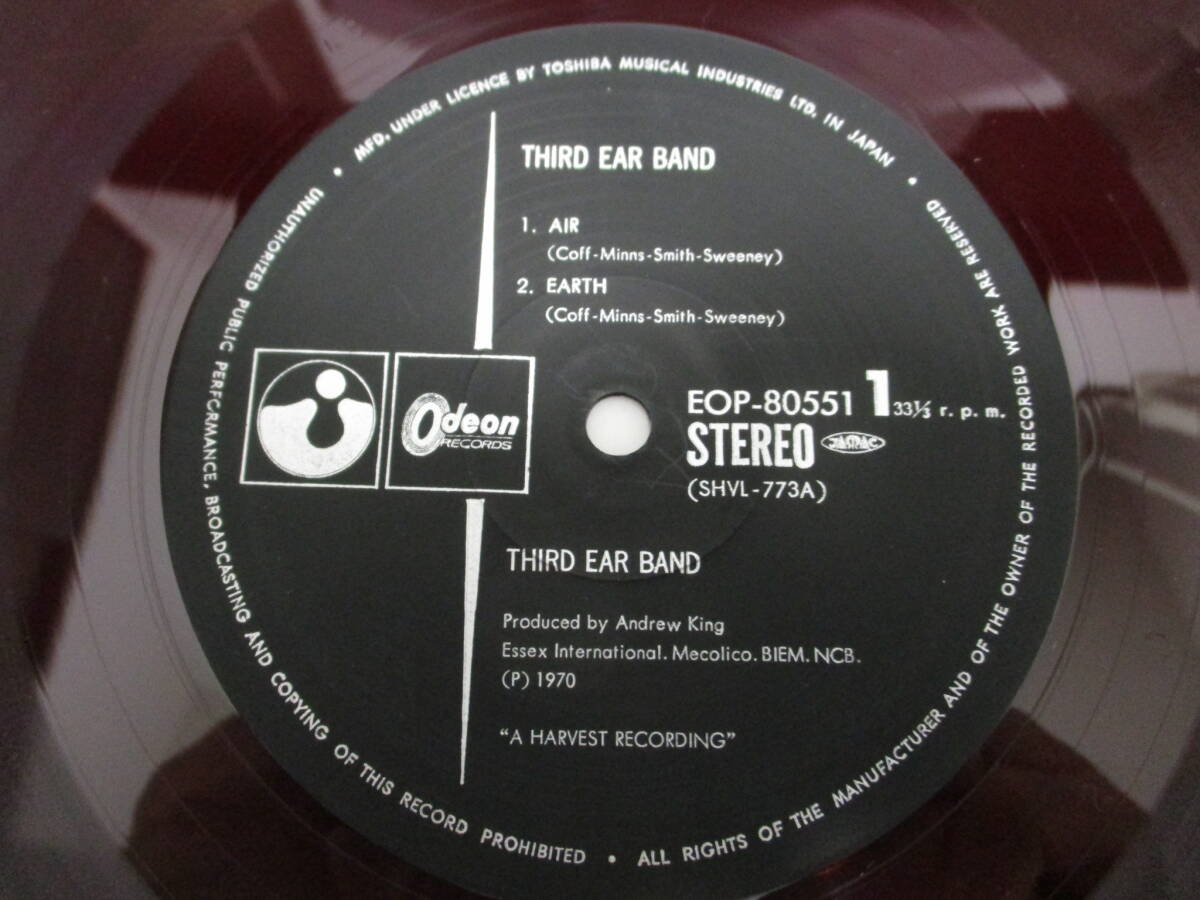 MFD. UNDER LICENCE BY TOSHIBA MUSICAL INDUSTRIES LTD. IN JAPAN •
THIRD EAR BAND
1. AIR
(Coff-Minns-Smith-Sweeney)
2. EARTH
(Coff-Minns-Smith-Sweeney)
Odeon
RECORDS
EOP-80551 1 33⅓ r. p. m.
STEREO JASRAC
(SHVL-773A)
THIRD EAR BAND
Produced by Andrew King
Essex International. Mecolico. BIEM. NCB.
(P) 1970
“A HARVEST RECORDING”
ALL RIGHTS OF THE MANUFACTURER AND OF THE OWNER OF THE RECORDED WORK ARE RESERVED •
UNAUTHORIZED PUBLIC PERFORMANCE, BROADCASTING AND COPYING OF THIS RECORD PROHIBITED •